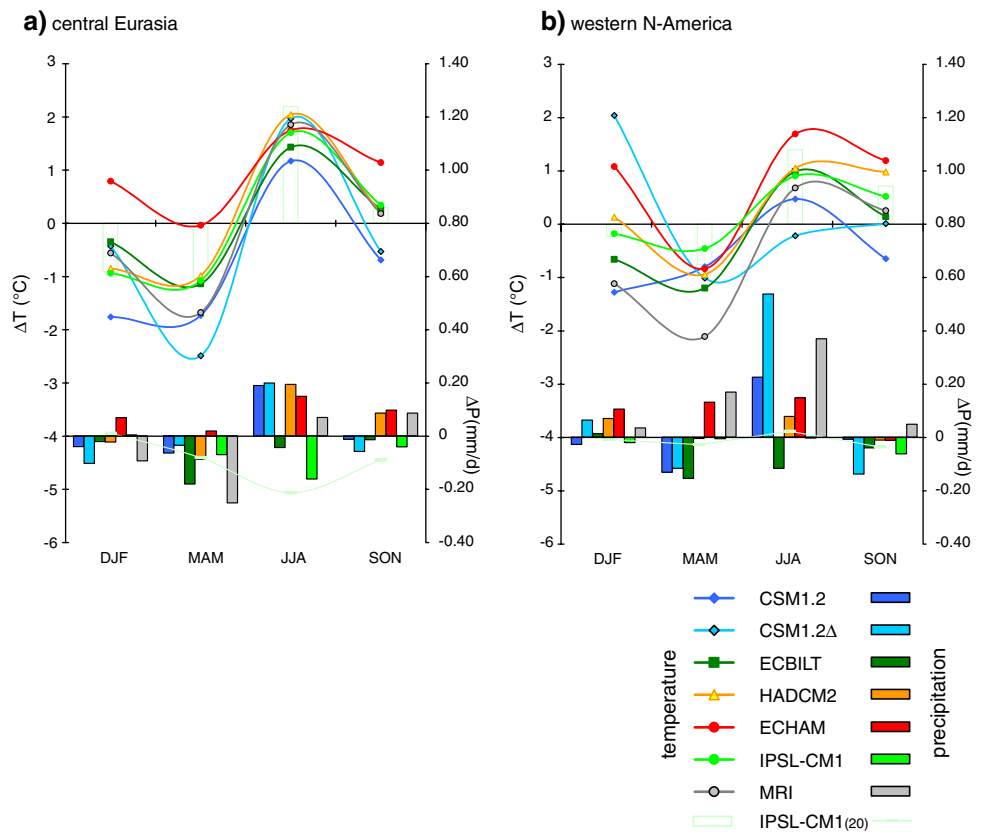 a) central Eurasia
b) western N-America
3
2
1
0
-1
-2
-3
-4
-5
-6
ΔT (°C)
1.40
1.20
1.00
0.80
0.60
0.40
0.20
0
-0.20
-0.40
ΔP(mm/d)
DJF MAM JJA SON
3
2
1
0
-1
-2
-3
-4
-5
-6
ΔT (°C)
1.40
1.20
1.00
0.80
0.60
0.40
0.20
0
-0.20
-0.40
ΔP(mm/d)
DJF MAM JJA SON
temperature
CSM1.2
CSM1.2Δ
ECBILT
HADCM2
ECHAM
IPSL-CM1
MRI
IPSL-CM1(20)
precipitation